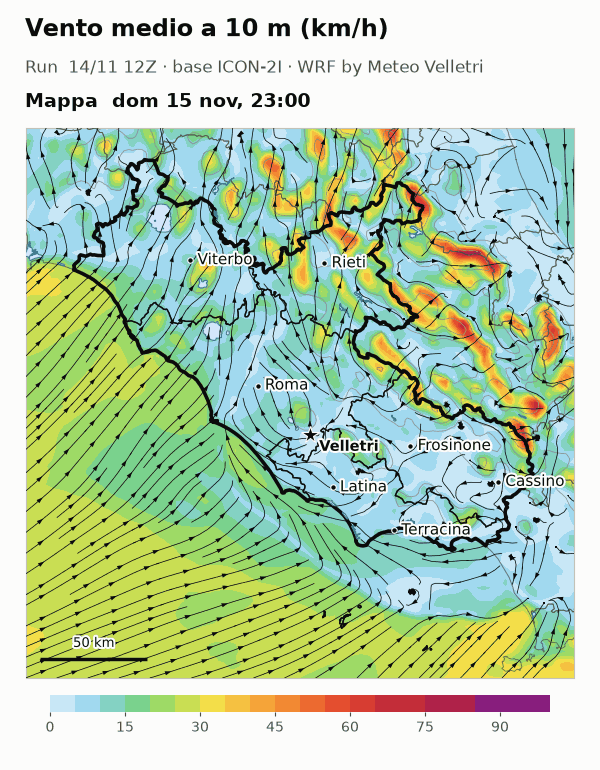 Vento medio a 10 m (km/h)
Run 14/11 12Z · base ICON-2I · WRF by Meteo Velletri
Mappa dom 15 nov, 23:00
Viterbo
Rieti
Roma
Velletri
Frosinone
Cassino
Latina
Terracina
50 km
0 15 30 45 60 75 90